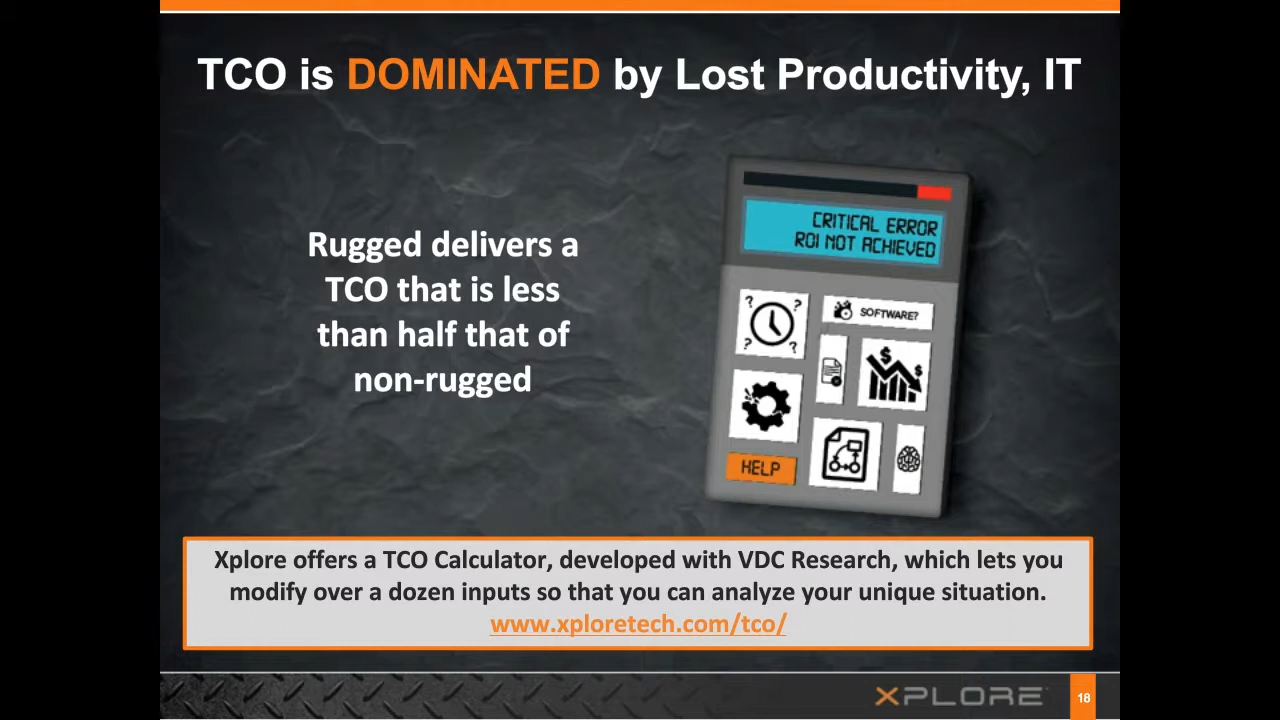 TCO is DOMINATED by Lost Productivity, IT
Rugged delivers a
TCO that is less
than half that of
non-rugged
CRITICAL ERROR
ROI NOT ACHIEVED
? ?
SOFTWARE?
? ?
$
$
HELP
Xplore offers a TCO Calculator, developed with VDC Research, which lets you
modify over a dozen inputs so that you can analyze your unique situation.
www.xploretech.com/tco/
XPLORE
18